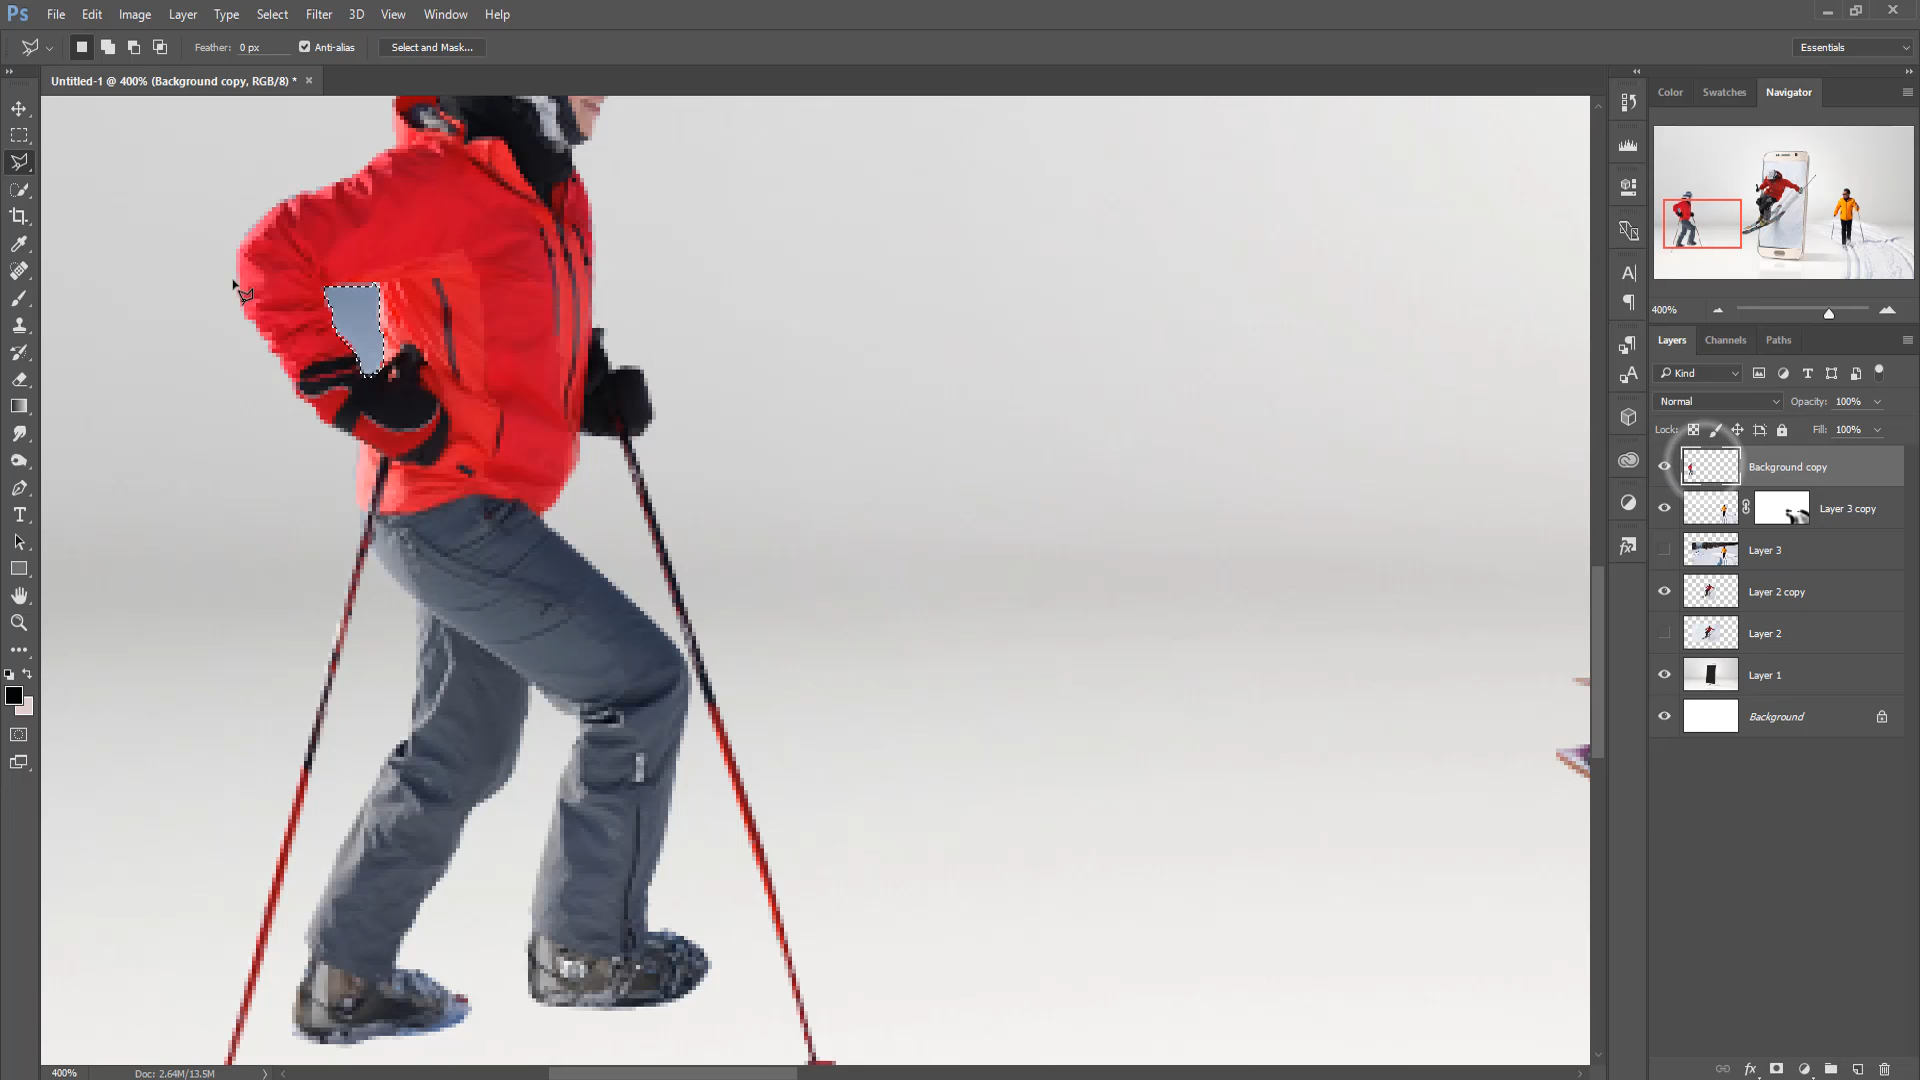 Ps File Edit Image Layer Type Select Filter 3D View Window Help
Feather: 0 px Anti-alias Select and Mask... Essentials
Untitled-1 @ 400% (Background copy, RGB/8) * ×
Color Swatches Navigator
400%
Layers Channels Paths
Kind
Normal Opacity: 100%
Lock: Fill: 100%
Background copy
Layer 3 copy
Layer 3
Layer 2 copy
Layer 2
Layer 1
Background
400% Doc: 2.64M/13.5M